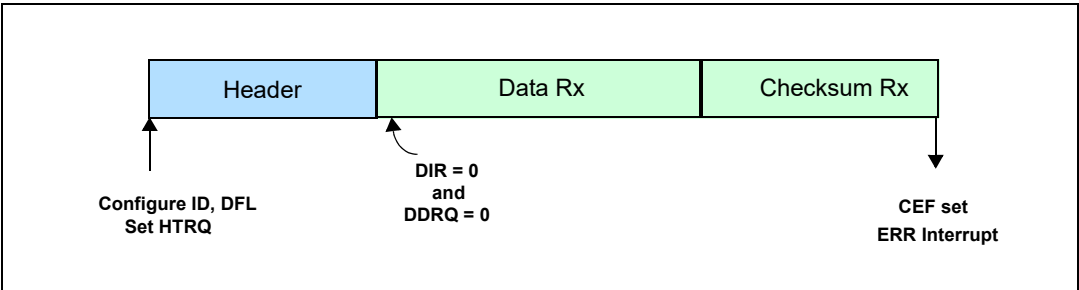 Header
Data Rx
Checksum Rx
Configure ID, DFL
Set HTRQ
DIR = 0
and
DDRQ = 0
CEF set
ERR Interrupt